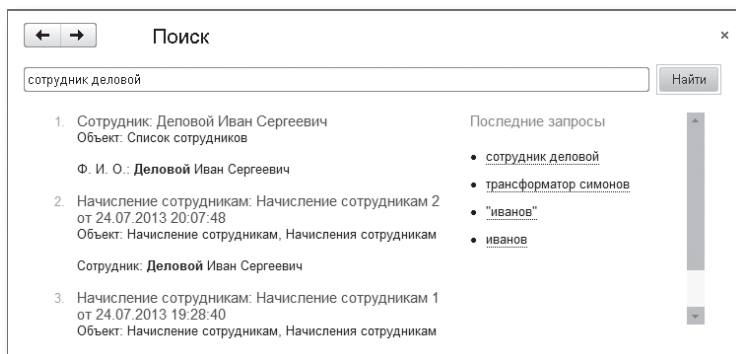 Поиск
сотрудник деловой
Найти
1. Сотрудник: Деловой Иван Сергеевич
Объект: Список сотрудников
Ф. И. О.: Деловой Иван Сергеевич
2. Начисление сотрудникам: Начисление сотрудникам 2
от 24.07.2013 20:07:48
Объект: Начисление сотрудникам, Начисления сотрудникам
Сотрудник: Деловой Иван Сергеевич
3. Начисление сотрудникам: Начисление сотрудникам 1
от 24.07.2013 19:28:40
Объект: Начисление сотрудникам, Начисления сотрудникам
Последние запросы
• сотрудник деловой
• трансформатор симонов
• "иванов"
• иванов